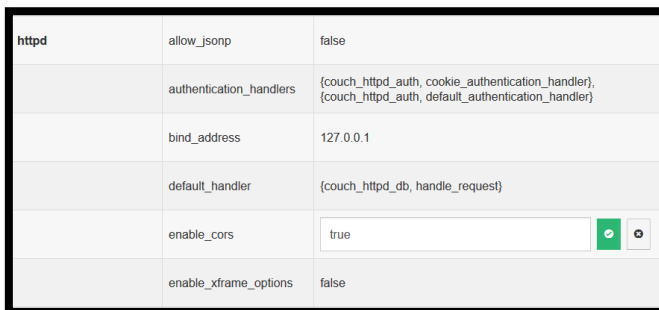 httpd allow_jsonp false
authentication_handlers {couch_httpd_auth, cookie_authentication_handler},
{couch_httpd_auth, default_authentication_handler}
bind_address 127.0.0.1
default_handler {couch_httpd_db, handle_request}
enable_cors true
enable_xframe_options false